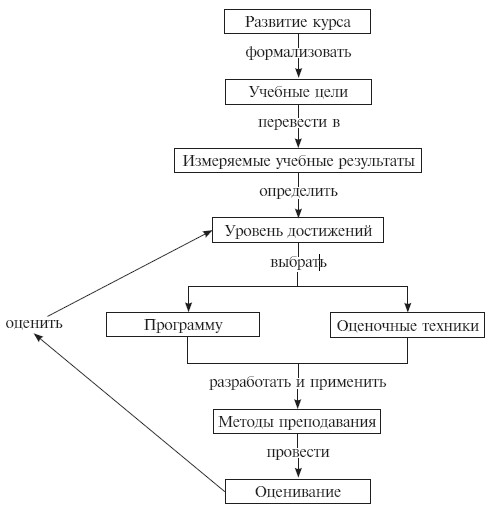 Развитие курса
формализовать
Учебные цели
перевести в
Измеряемые учебные результаты
определить
Уровень достижений
выбрать
оценить
Программу
Оценочные техники
разработать и применить
Методы преподавания
провести
Оценивание